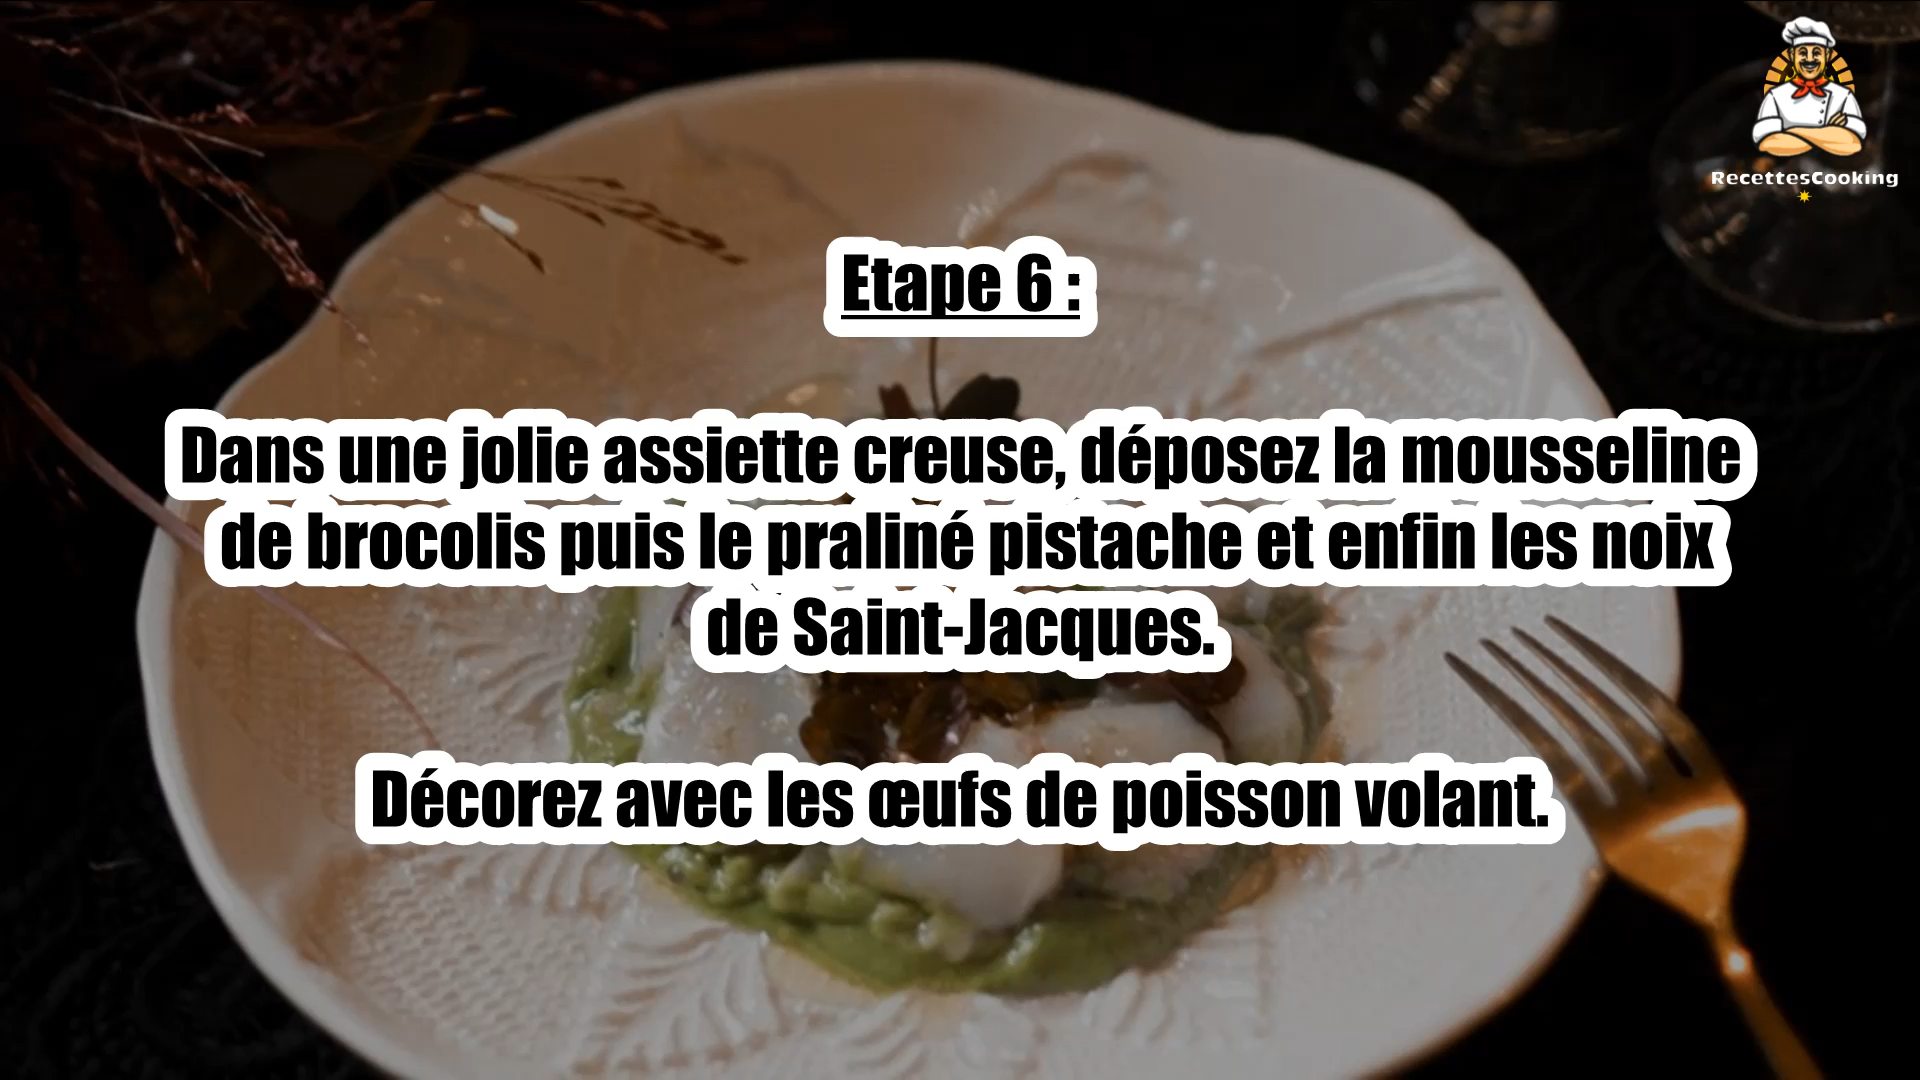 RecettesCooking
Etape 6 :
Dans une jolie assiette creuse, déposez la mousseline
de brocolis puis le praliné pistache et enfin les noix
de Saint-Jacques.
Décorez avec les œufs de poisson volant.